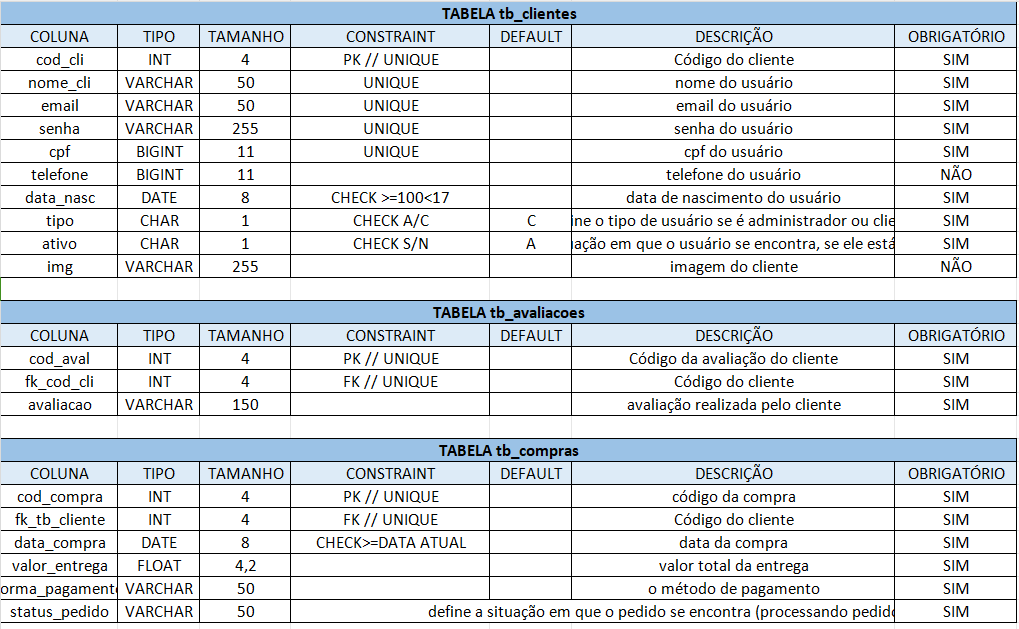 TABELA tb_clientes
COLUNA TIPO TAMANHO CONSTRAINT DEFAULT DESCRIÇÃO OBRIGATÓRIO
cod_cli INT 4 PK // UNIQUE Código do cliente SIM
nome_cli VARCHAR 50 UNIQUE nome do usuário SIM
email VARCHAR 50 UNIQUE email do usuário SIM
senha VARCHAR 255 UNIQUE senha do usuário SIM
cpf BIGINT 11 UNIQUE cpf do usuário SIM
telefone BIGINT 11 telefone do usuário NÃO
data_nasc DATE 8 CHECK >=100<17 data de nascimento do usuário SIM
tipo CHAR 1 CHECK A/C C ine o tipo de usuário se é administrador ou clie SIM
ativo CHAR 1 CHECK S/N A uação em que o usuário se encontra, se ele está SIM
img VARCHAR 255 imagem do cliente NÃO
TABELA tb_avaliacoes
COLUNA TIPO TAMANHO CONSTRAINT DEFAULT DESCRIÇÃO OBRIGATÓRIO
cod_aval INT 4 PK // UNIQUE Código da avaliação do cliente SIM
fk_cod_cli INT 4 FK // UNIQUE Código do cliente SIM
avaliacao VARCHAR 150 avaliação realizada pelo cliente SIM
TABELA tb_compras
COLUNA TIPO TAMANHO CONSTRAINT DEFAULT DESCRIÇÃO OBRIGATÓRIO
cod_compra INT 4 PK // UNIQUE código da compra SIM
fk_tb_cliente INT 4 FK // UNIQUE Código do cliente SIM
data_compra DATE 8 CHECK>=DATA ATUAL data da compra SIM
valor_entrega FLOAT 4,2 valor total da entrega SIM
orma_pagament VARCHAR 50 o método de pagamento SIM
status_pedido VARCHAR 50 define a situação em que o pedido se encontra (processando pedid SIM